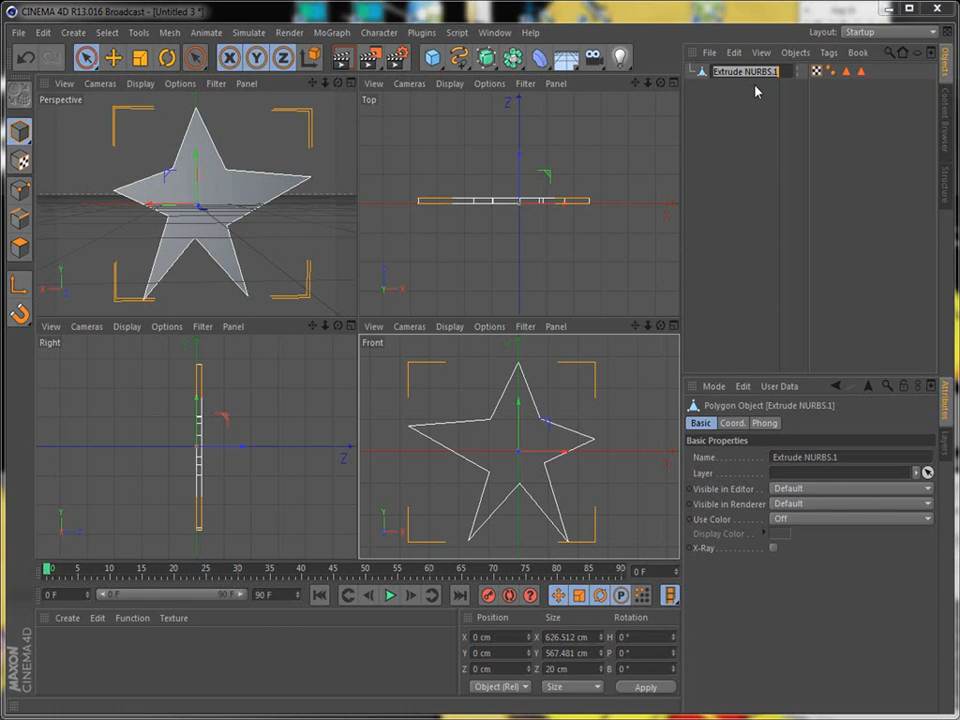 CINEMA 4D R13.016 Broadcast - [Untitled 3 *]
File Edit Create Select Tools Mesh Animate Simulate Render MoGraph Character Plugins Script Window Help
Layout: Startup
File Edit View Objects Tags Book
Extrude NURBS.1
Objects
Content Browser
Structure
View Cameras Display Options Filter Panel
Perspective
View Cameras Display Options Filter Panel
Top
Z
X
Y
X Z
Z
X
View Cameras Display Options Filter Panel
Right
Y
Z
Y
Z
View Cameras Display Options Filter Panel
Front
Y
X
Y
X
Mode Edit User Data
Polygon Object [Extrude NURBS.1]
Basic Coord. Phong
Basic Properties
Name Extrude NURBS.1
Layer
Visible in Editor Default
Visible in Renderer Default
Use Color Off
Display Color
X-Ray
Attributes
Layers
0 5 10 15 20 25 30 35 40 45 50 55 60 65 70 75 80 85 90 0 F
0 F 0 F 90 F 90 F
Create Edit Function Texture
Position Size Rotation
X 0 cm X 626.512 cm H 0 °
Y 0 cm Y 567.481 cm P 0 °
Z 0 cm Z 20 cm B 0 °
Object (Rel) Size Apply
MAXON
CINEMA 4D